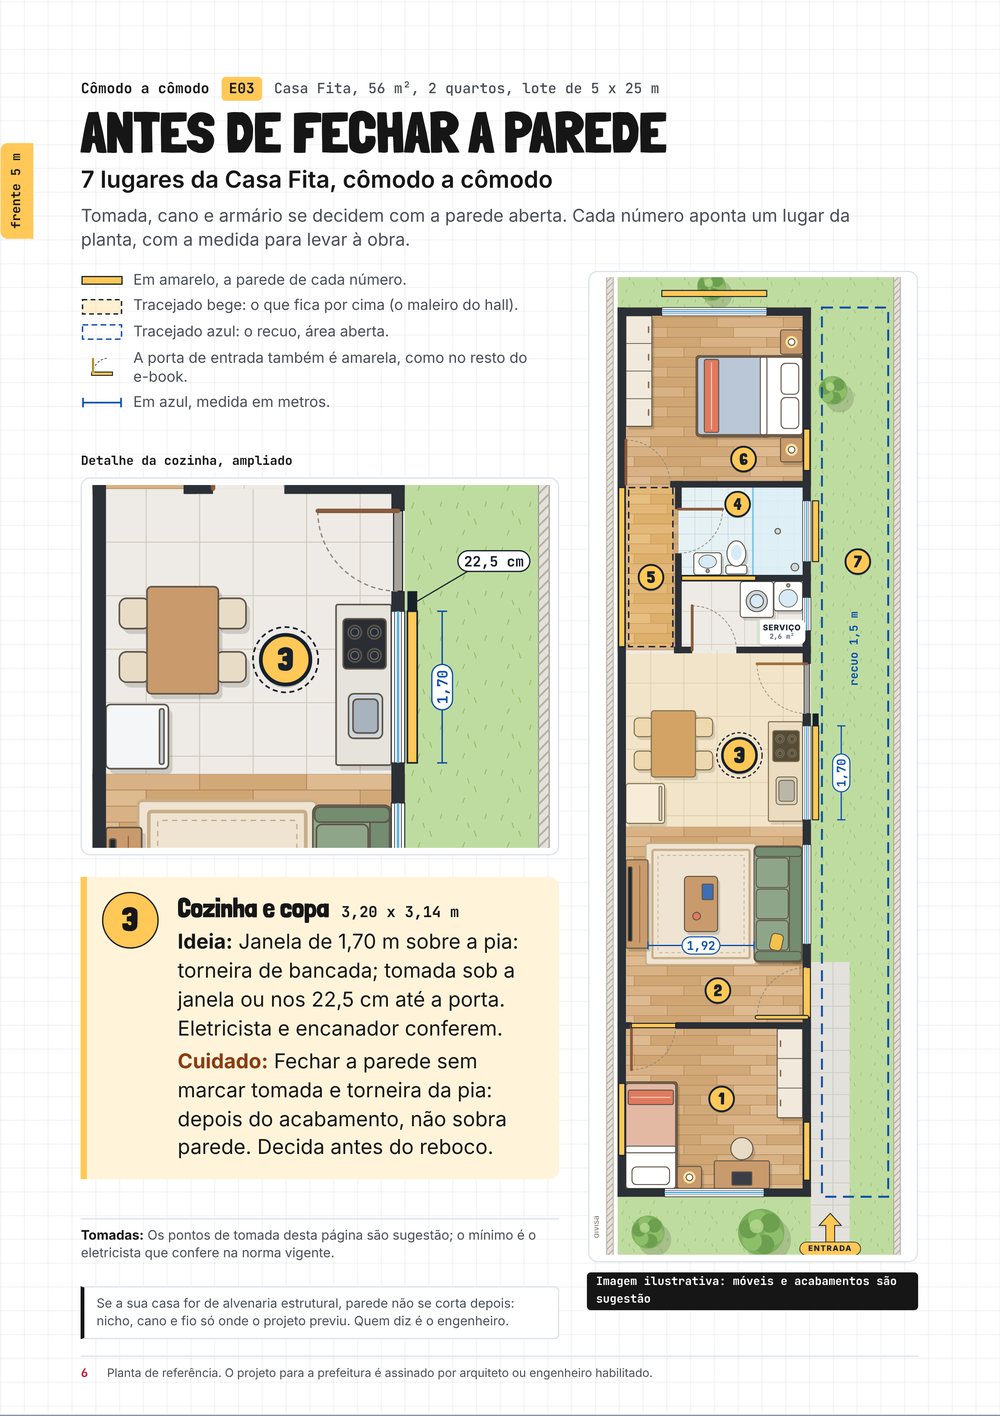 Cômodo a cômodo E03 Casa Fita, 56 m², 2 quartos, lote de 5 x 25 m
ANTES DE FECHAR A PAREDE
frente 5 m
7 lugares da Casa Fita, cômodo a cômodo
Tomada, cano e armário se decidem com a parede aberta. Cada número aponta um lugar da
planta, com a medida para levar à obra.
Em amarelo, a parede de cada número.
Tracejado bege: o que fica por cima (o maleiro do hall).
Tracejado azul: o recuo, área aberta.
A porta de entrada também é amarela, como no resto do
e-book.
Em azul, medida em metros.
Detalhe da cozinha, ampliado
22,5 cm
3
1,70
3
Cozinha e copa 3,20 x 3,14 m
Ideia: Janela de 1,70 m sobre a pia:
torneira de bancada; tomada sob a
janela ou nos 22,5 cm até a porta.
Eletricista e encanador conferem.
Cuidado: Fechar a parede sem
marcar tomada e torneira da pia:
depois do acabamento, não sobra
parede. Decida antes do reboco.
Tomadas: Os pontos de tomada desta página são sugestão; o mínimo é o
eletricista que confere na norma vigente.
Se a sua casa for de alvenaria estrutural, parede não se corta depois:
nicho, cano e fio só onde o projeto previu. Quem diz é o engenheiro.
6
4
7
5
SERVIÇO
2,6 m²
recuo 1,5 m
3
1,70
1,92
2
1
qivisa
ENTRADA
Imagem ilustrativa: móveis e acabamentos são
sugestão
6 Planta de referência. O projeto para a prefeitura é assinado por arquiteto ou engenheiro habilitado.